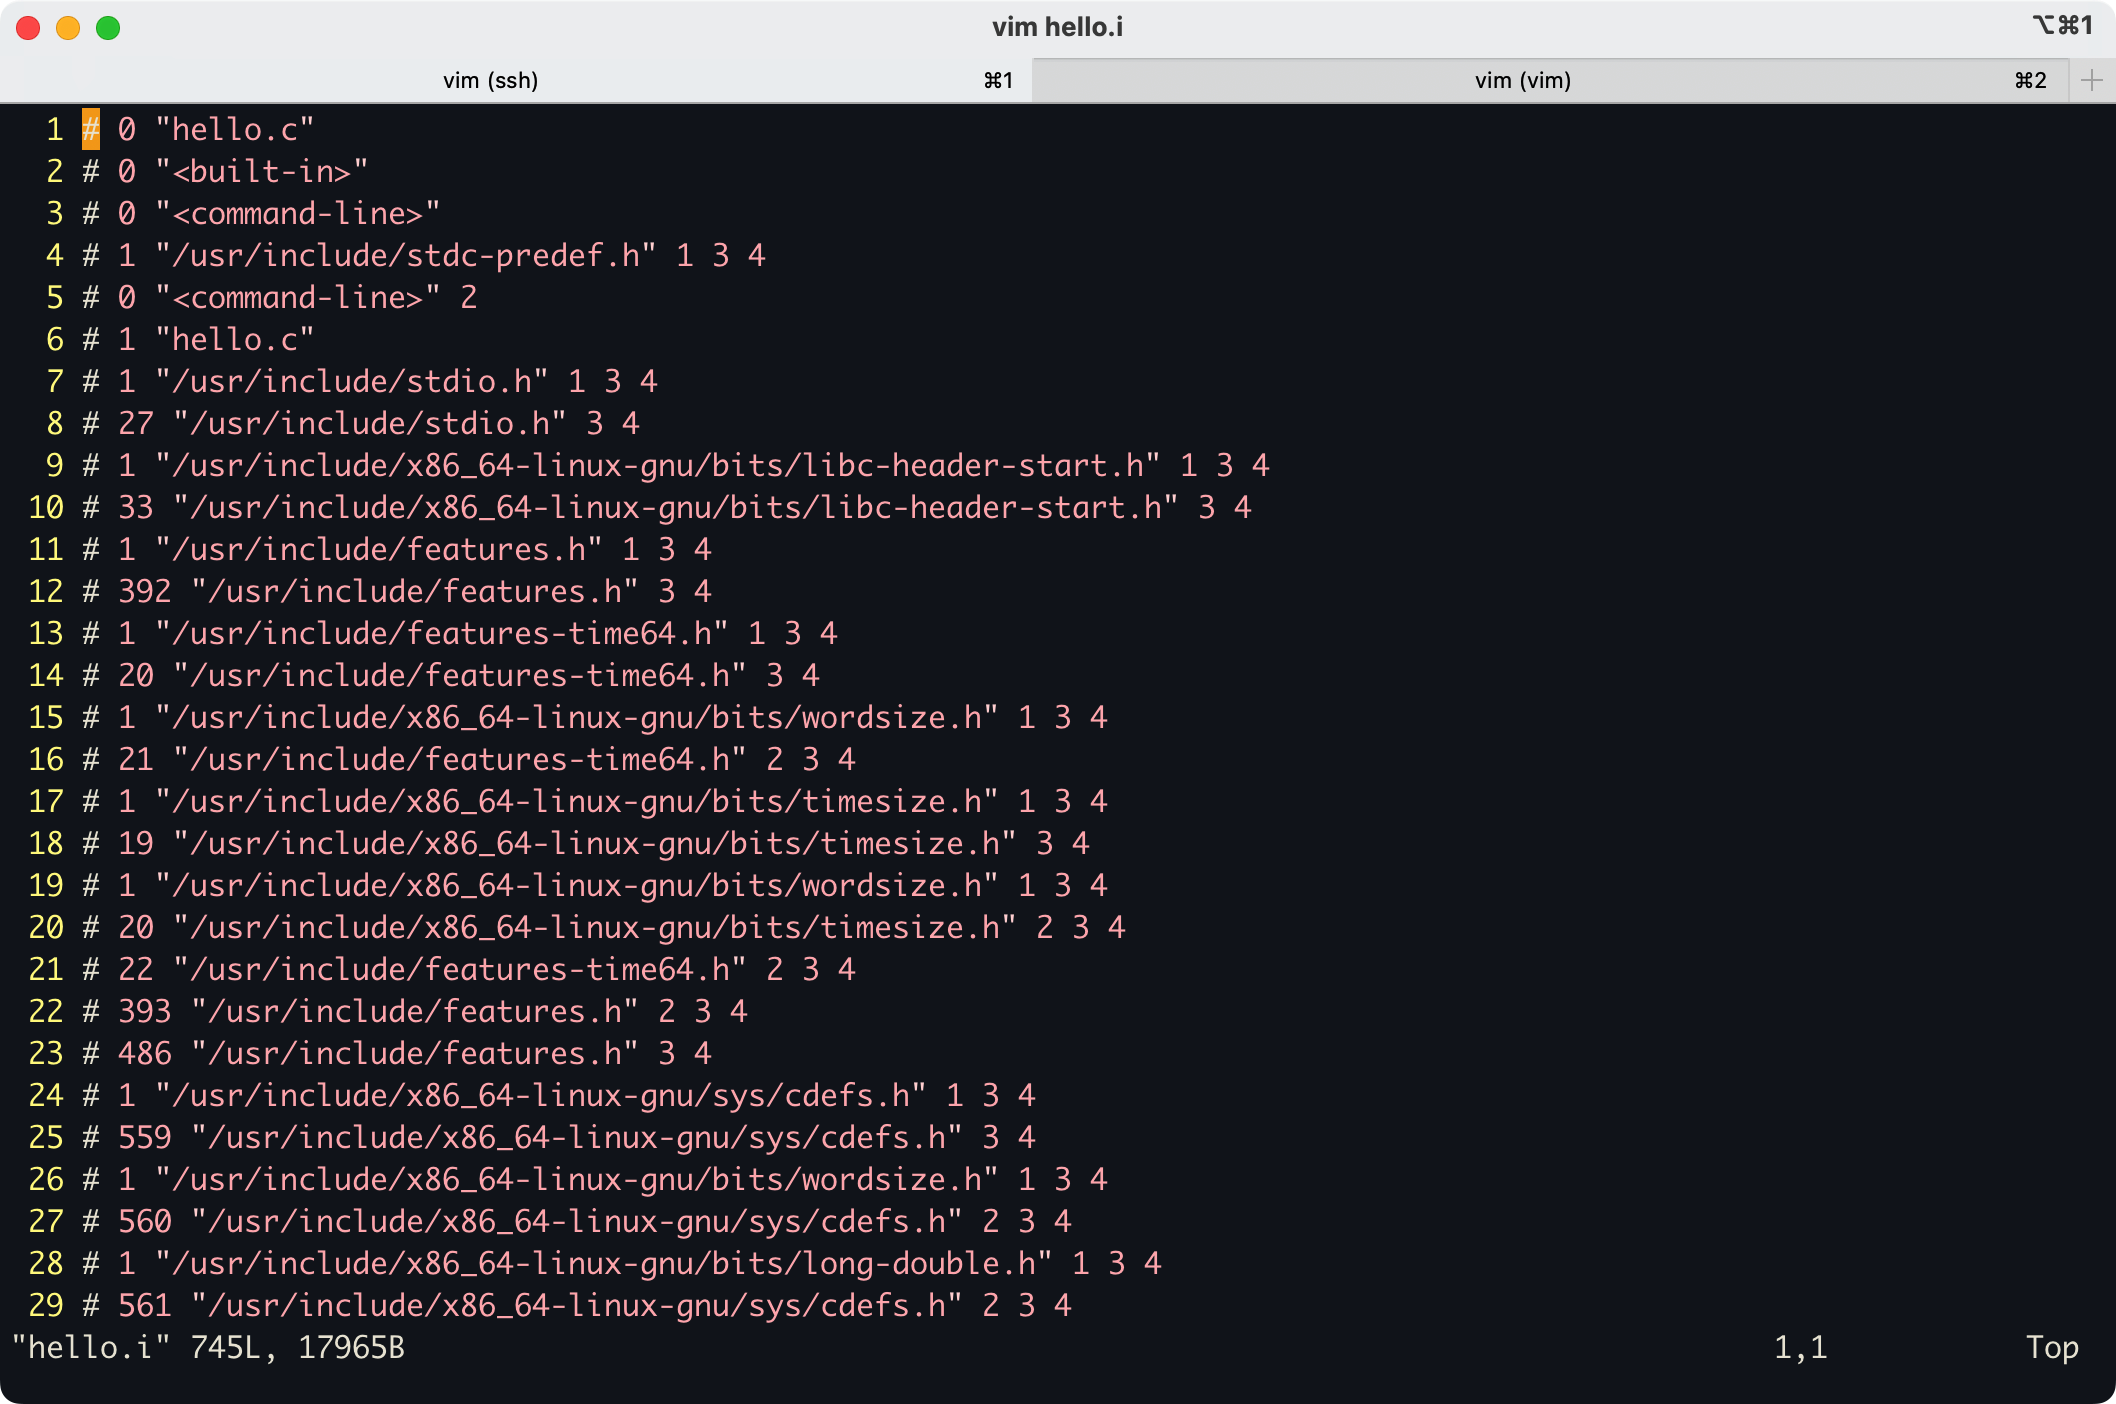 vim hello.i ⌥⌘1
vim (ssh) ⌘1 vim (vim) ⌘2 +
1 # 0 "hello.c"
2 # 0 "<built-in>"
3 # 0 "<command-line>"
4 # 1 "/usr/include/stdc-predef.h" 1 3 4
5 # 0 "<command-line>" 2
6 # 1 "hello.c"
7 # 1 "/usr/include/stdio.h" 1 3 4
8 # 27 "/usr/include/stdio.h" 3 4
9 # 1 "/usr/include/x86_64-linux-gnu/bits/libc-header-start.h" 1 3 4
10 # 33 "/usr/include/x86_64-linux-gnu/bits/libc-header-start.h" 3 4
11 # 1 "/usr/include/features.h" 1 3 4
12 # 392 "/usr/include/features.h" 3 4
13 # 1 "/usr/include/features-time64.h" 1 3 4
14 # 20 "/usr/include/features-time64.h" 3 4
15 # 1 "/usr/include/x86_64-linux-gnu/bits/wordsize.h" 1 3 4
16 # 21 "/usr/include/features-time64.h" 2 3 4
17 # 1 "/usr/include/x86_64-linux-gnu/bits/timesize.h" 1 3 4
18 # 19 "/usr/include/x86_64-linux-gnu/bits/timesize.h" 3 4
19 # 1 "/usr/include/x86_64-linux-gnu/bits/wordsize.h" 1 3 4
20 # 20 "/usr/include/x86_64-linux-gnu/bits/timesize.h" 2 3 4
21 # 22 "/usr/include/features-time64.h" 2 3 4
22 # 393 "/usr/include/features.h" 2 3 4
23 # 486 "/usr/include/features.h" 3 4
24 # 1 "/usr/include/x86_64-linux-gnu/sys/cdefs.h" 1 3 4
25 # 559 "/usr/include/x86_64-linux-gnu/sys/cdefs.h" 3 4
26 # 1 "/usr/include/x86_64-linux-gnu/bits/wordsize.h" 1 3 4
27 # 560 "/usr/include/x86_64-linux-gnu/sys/cdefs.h" 2 3 4
28 # 1 "/usr/include/x86_64-linux-gnu/bits/long-double.h" 1 3 4
29 # 561 "/usr/include/x86_64-linux-gnu/sys/cdefs.h" 2 3 4
"hello.i" 745L, 17965B 1,1 Top